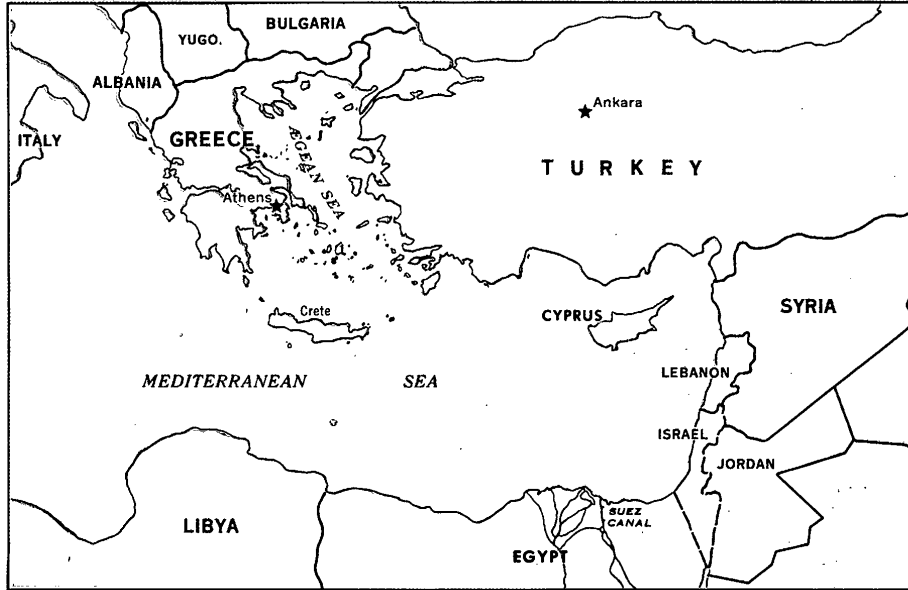 BULGARIA
YUGO.
ALBANIA
Ankara
ITALY
GREECE
ÆGEAN SEA
TURKEY
Athens
Crete
CYPRUS
SYRIA
LEBANON
MEDITERRANEAN SEA
ISRAEL
JORDAN
SUEZ
CANAL
LIBYA
EGYPT